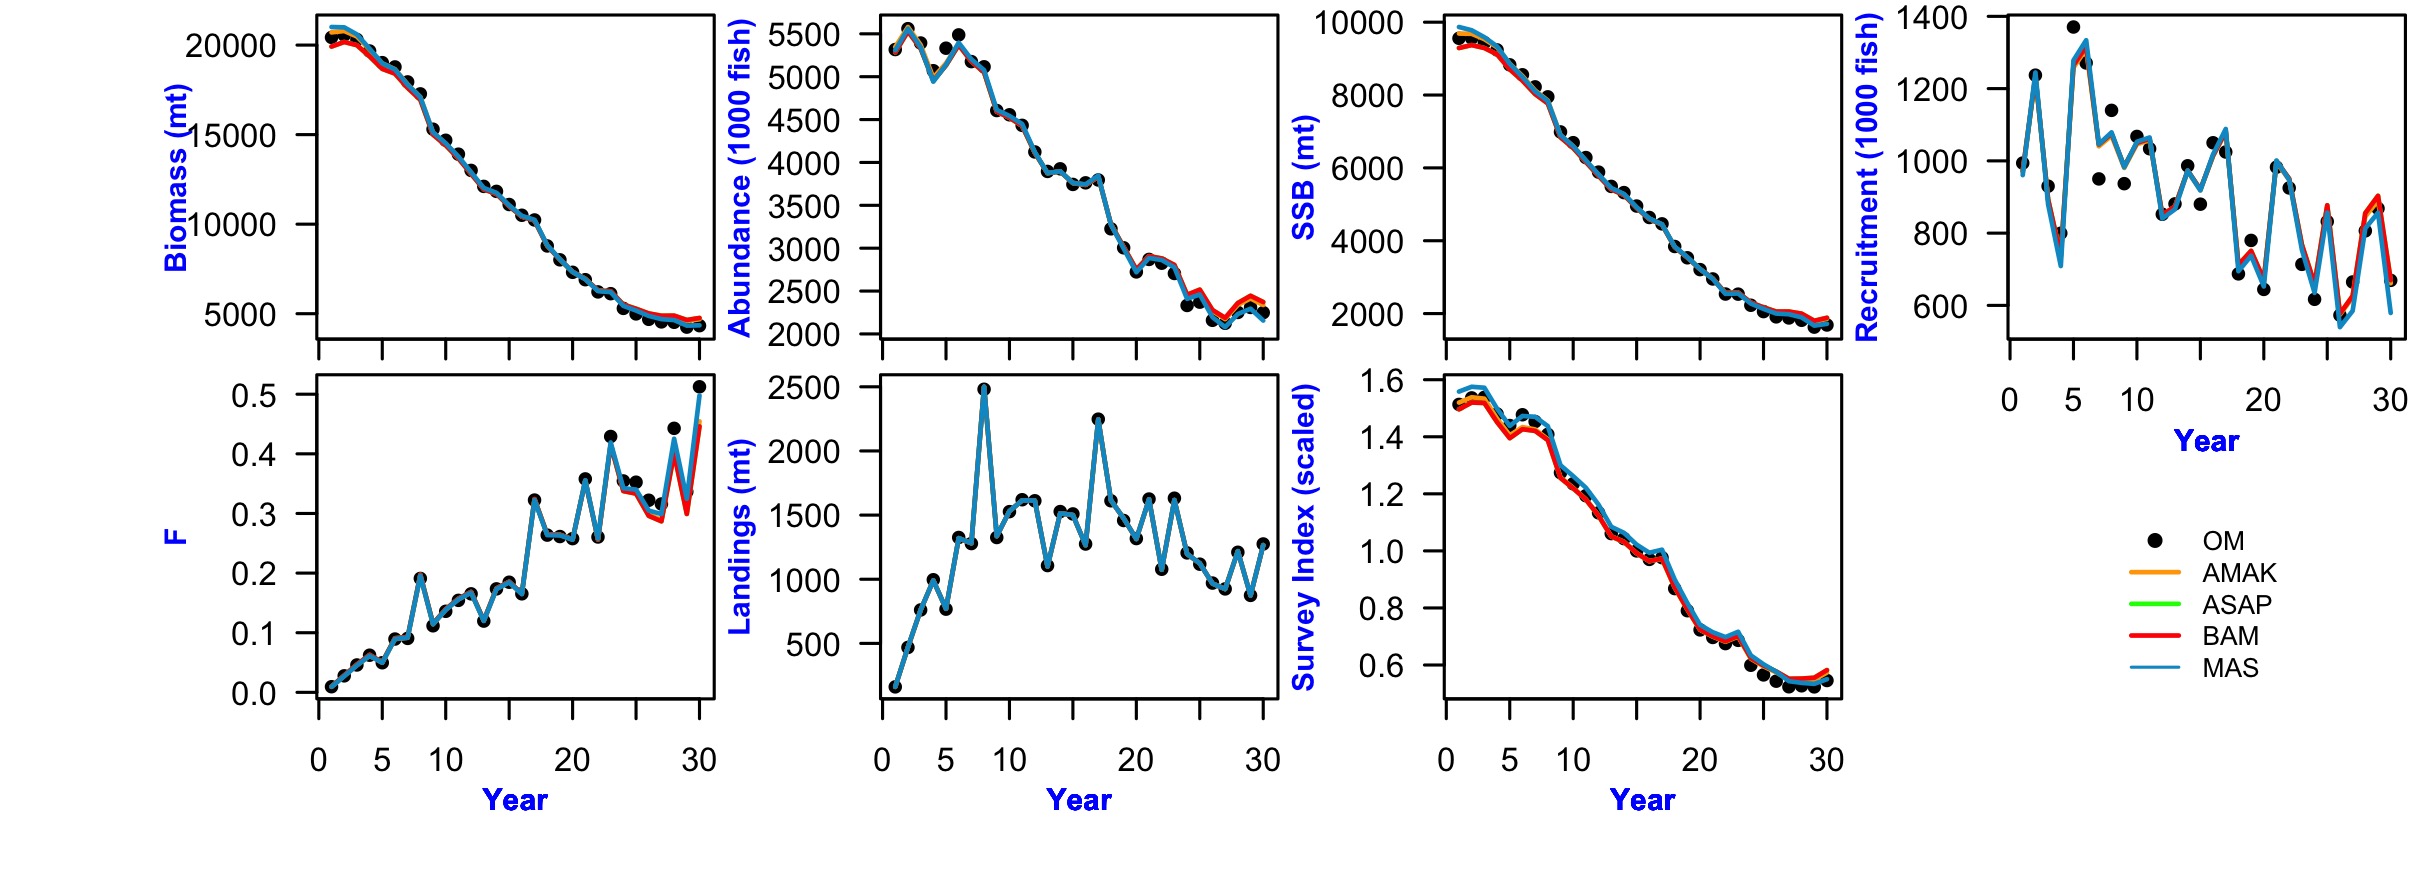 Biomass (mt)
20000
15000
10000
5000
Abundance (1000 fish)
5500
5000
4500
4000
3500
3000
2500
2000
SSB (mt)
10000
8000
6000
4000
2000
Recruitment (1000 fish)
1400
1200
1000
800
600
0 5 10 20 30
Year
F
0.5
0.4
0.3
0.2
0.1
0.0
0 5 10 20 30
Year
Landings (mt)
2500
2000
1500
1000
500
0 5 10 20 30
Year
Survey Index (scaled)
1.6
1.4
1.2
1.0
0.8
0.6
0 5 10 20 30
Year
OM
AMAK
ASAP
BAM
MAS